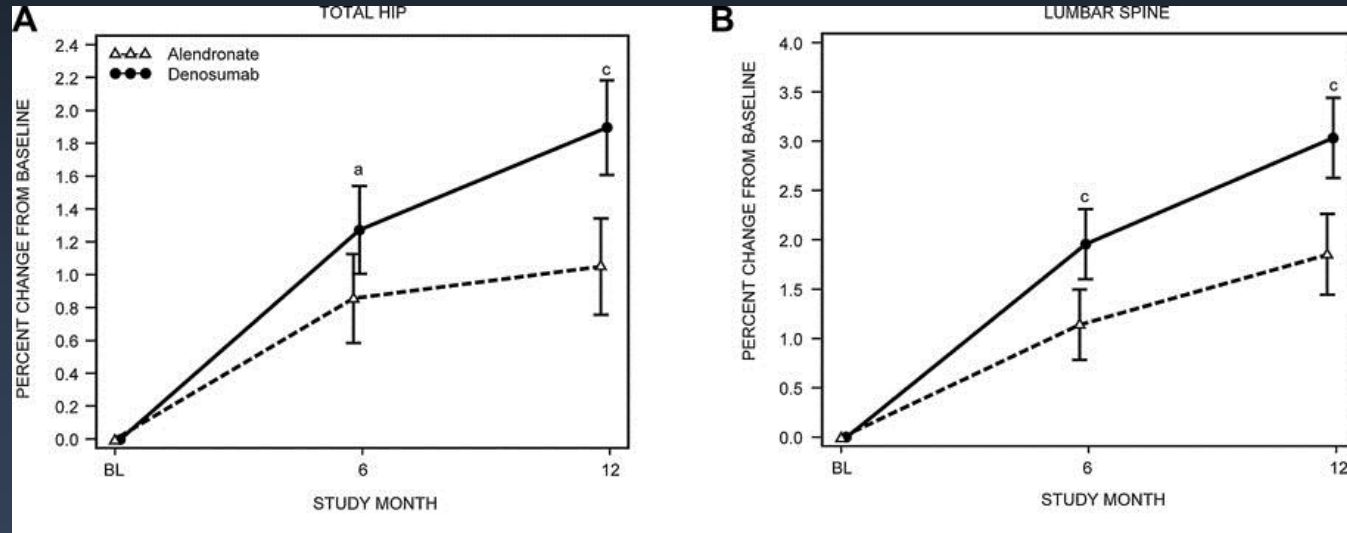 A
TOTAL HIP
2.4
2.2
2.0
1.8
1.6
1.4
1.2
1.0
0.8
0.6
0.4
0.2
0.0
PERCENT CHANGE FROM BASELINE
Alendronate
Denosumab
a
c
BL
6
12
STUDY MONTH
B
LUMBAR SPINE
4.0
3.5
3.0
2.5
2.0
1.5
1.0
0.5
0.0
PERCENT CHANGE FROM BASELINE
c
c
BL
6
12
STUDY MONTH